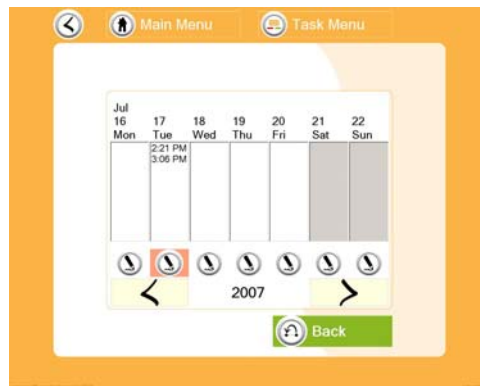 Main Menu
Task Menu
Jul
16 17 18 19 20 21 22
Mon Tue Wed Thu Fri Sat Sun
2:21 PM
3:06 PM
2007
Back